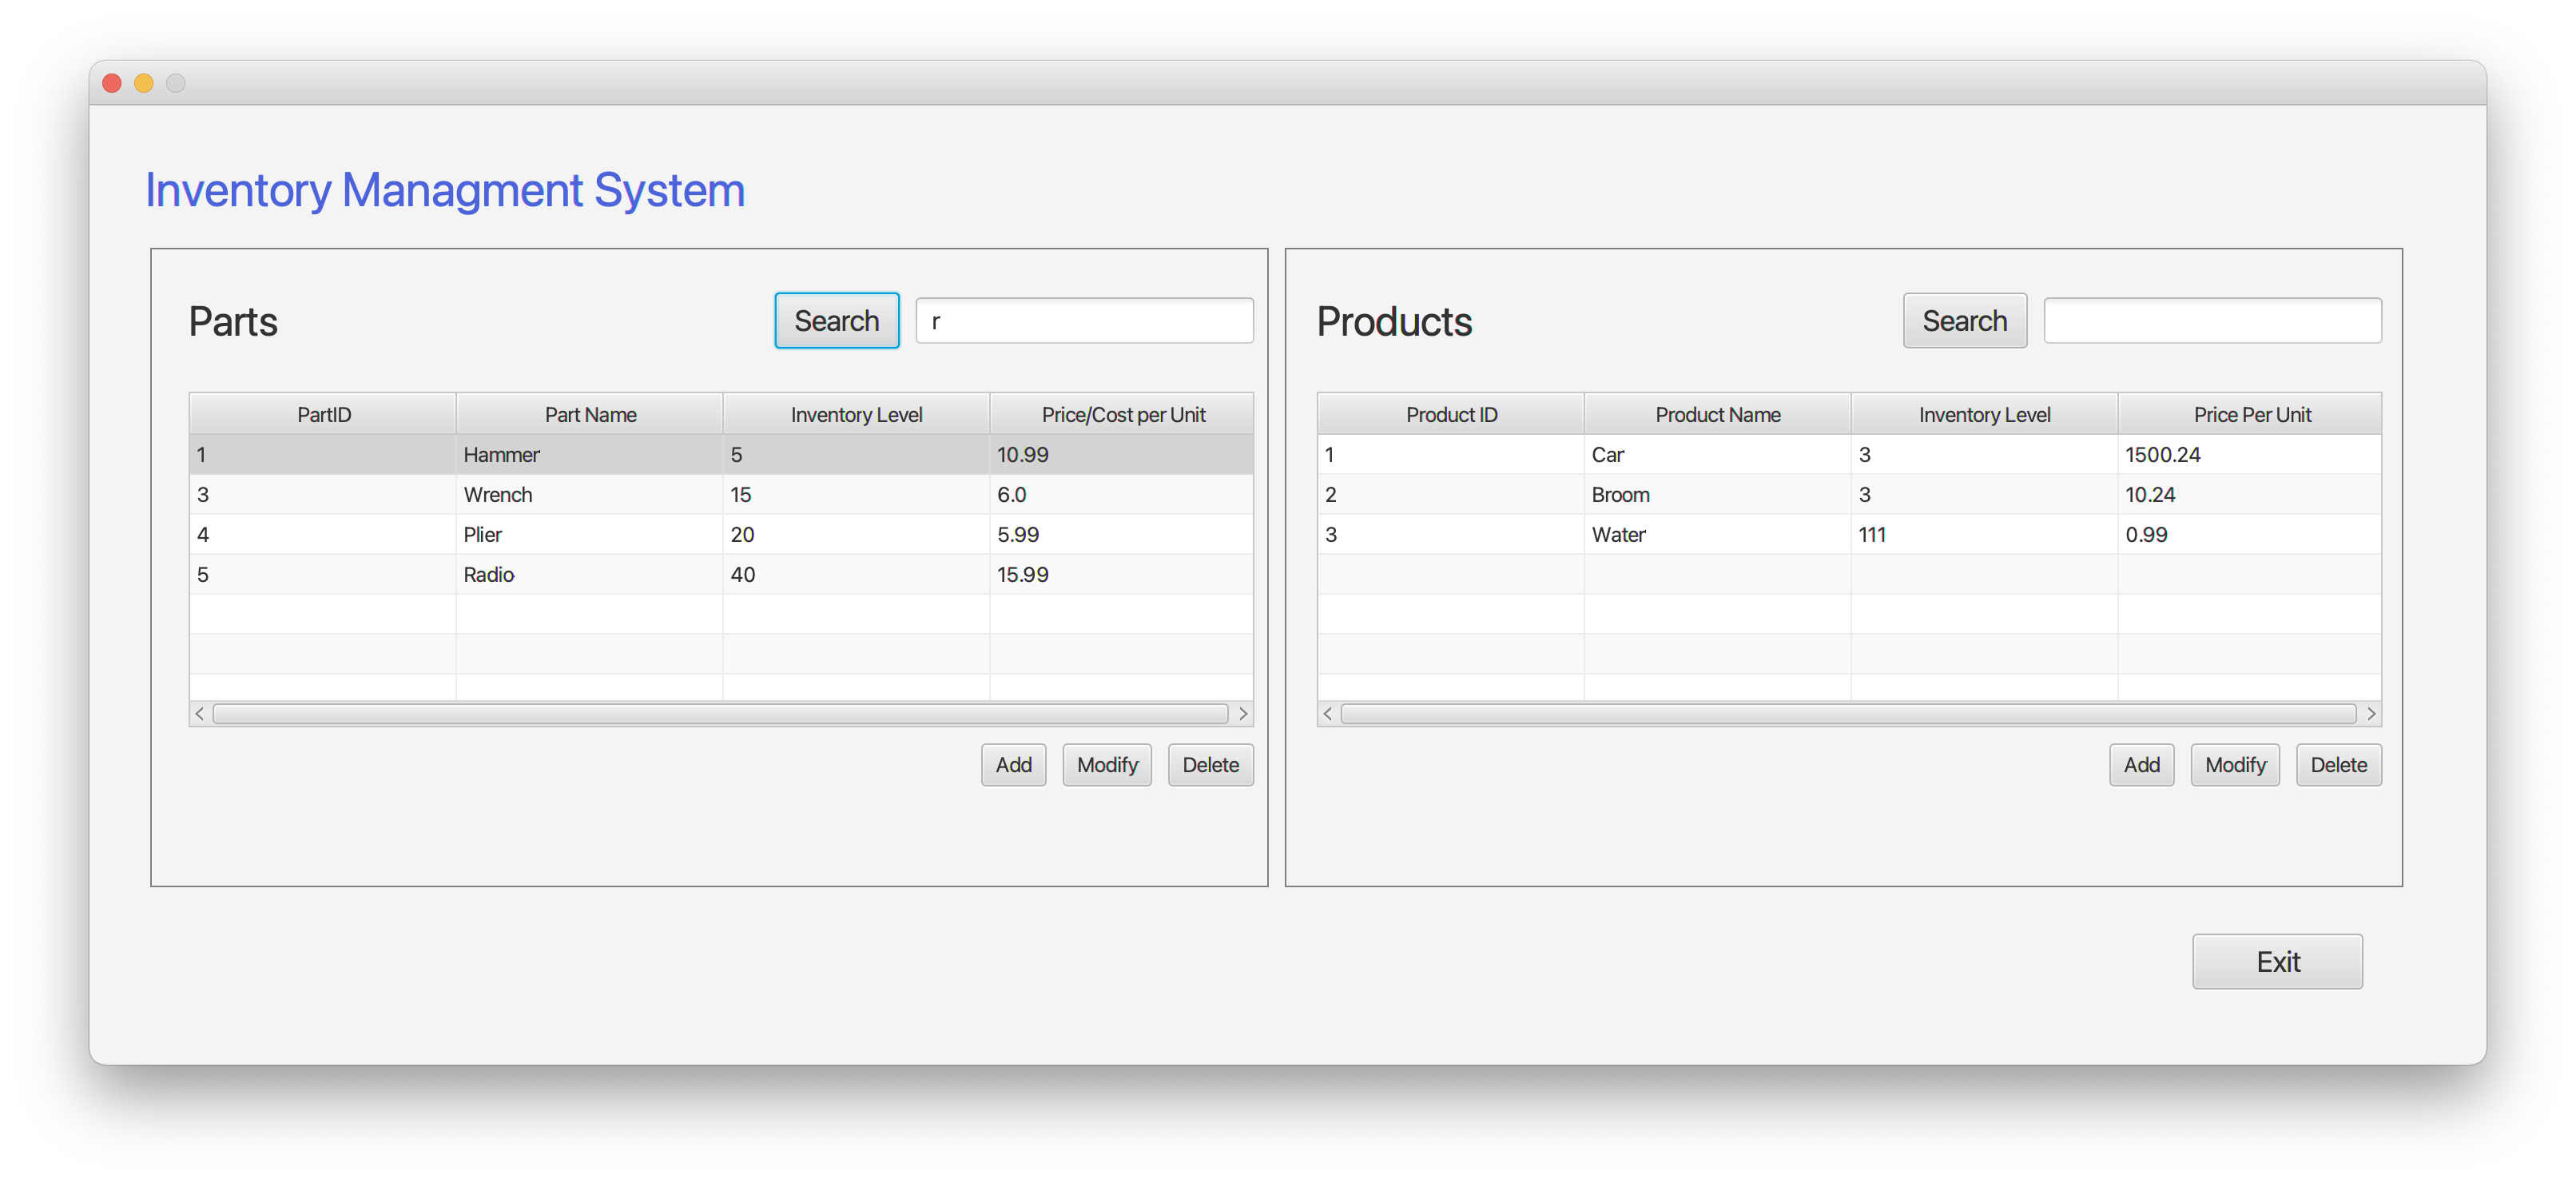 Inventory Managment System
Parts
Search
r
PartID Part Name Inventory Level Price/Cost per Unit
1 Hammer 5 10.99
3 Wrench 15 6.0
4 Plier 20 5.99
5 Radio 40 15.99
Add Modify Delete
Products
Search
Product ID Product Name Inventory Level Price Per Unit
1 Car 3 1500.24
2 Broom 3 10.24
3 Water 111 0.99
Add Modify Delete
Exit